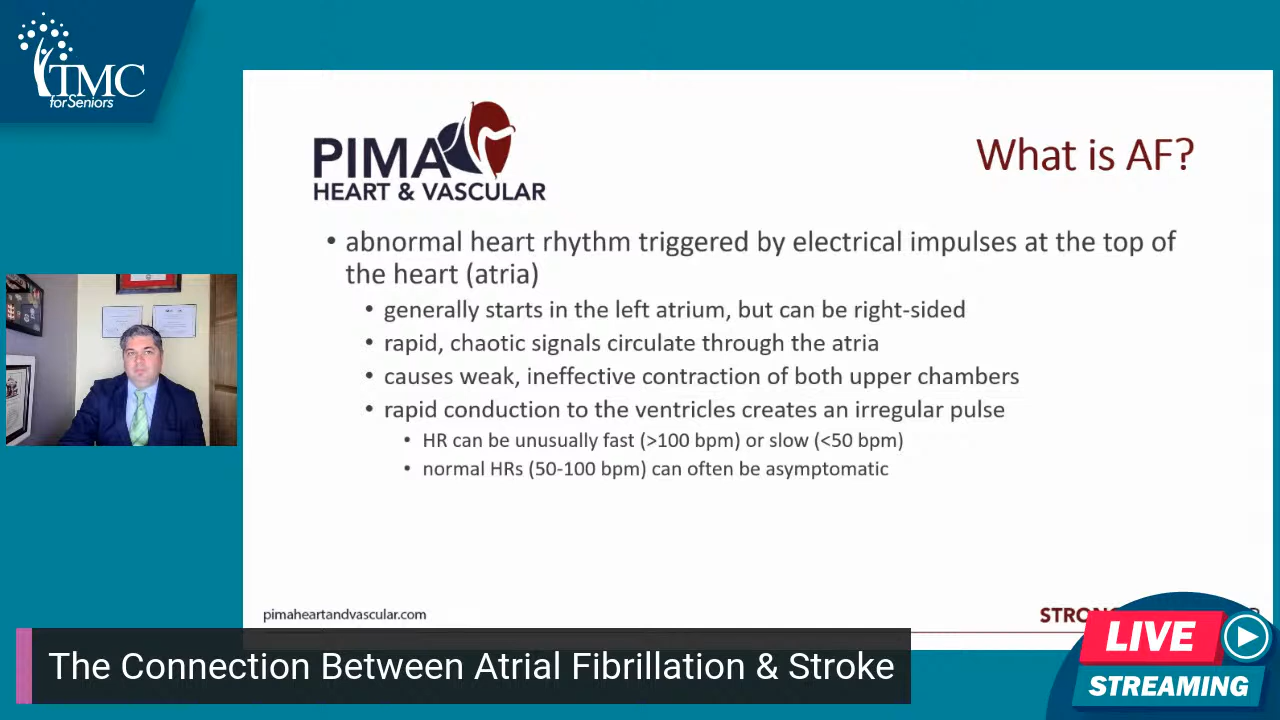 TMC
for Seniors
PIMA
HEART & VASCULAR
What is AF?
• abnormal heart rhythm triggered by electrical impulses at the top of
the heart (atria)
• generally starts in the left atrium, but can be right-sided
• rapid, chaotic signals circulate through the atria
• causes weak, ineffective contraction of both upper chambers
• rapid conduction to the ventricles creates an irregular pulse
• HR can be unusually fast (>100 bpm) or slow (<50 bpm)
• normal HRs (50-100 bpm) can often be asymptomatic
pimaheartandvascular.com
The Connection Between Atrial Fibrillation & Stroke
LIVE
STREAMING